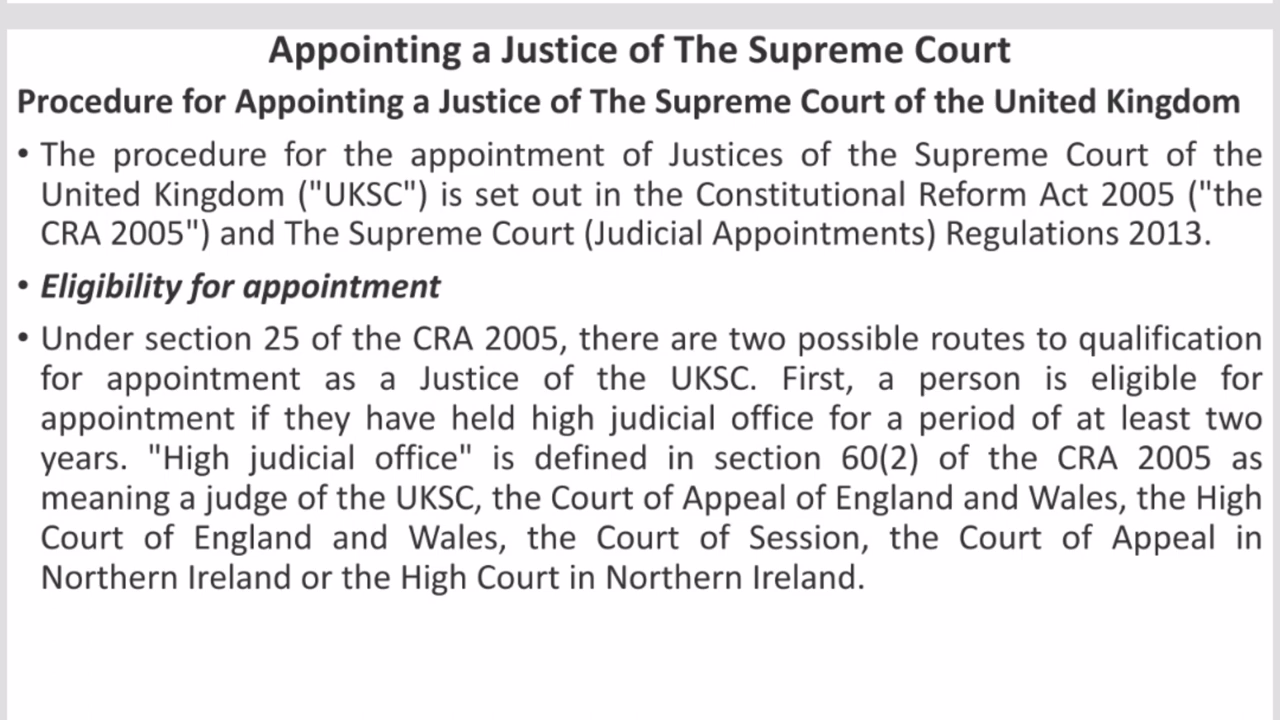 Appointing a Justice of The Supreme Court
Procedure for Appointing a Justice of The Supreme Court of the United Kingdom
• The procedure for the appointment of Justices of the Supreme Court of the
United Kingdom ("UKSC") is set out in the Constitutional Reform Act 2005 ("the
CRA 2005") and The Supreme Court (Judicial Appointments) Regulations 2013.
• Eligibility for appointment
• Under section 25 of the CRA 2005, there are two possible routes to qualification
for appointment as a Justice of the UKSC. First, a person is eligible for
appointment if they have held high judicial office for a period of at least two
years. "High judicial office" is defined in section 60(2) of the CRA 2005 as
meaning a judge of the UKSC, the Court of Appeal of England and Wales, the High
Court of England and Wales, the Court of Session, the Court of Appeal in
Northern Ireland or the High Court in Northern Ireland.